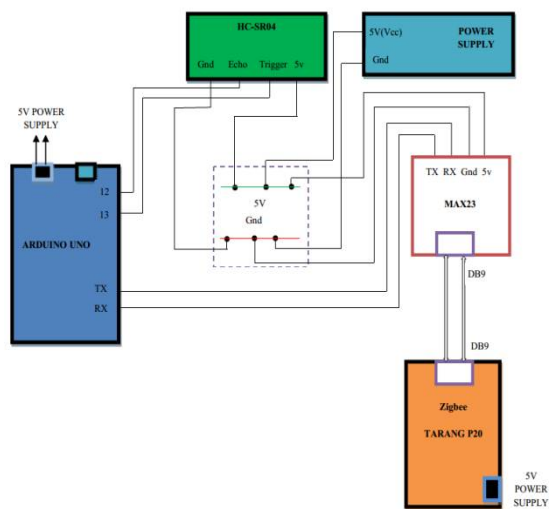 HC-SR04
Gnd Echo Trigger 5v
5V(Vcc)
POWER
SUPPLY
Gnd
5V POWER
SUPPLY
12
13
ARDUINO UNO
TX
RX
5V
Gnd
TX RX Gnd 5v
MAX23
DB9
DB9
Zigbee
TARANG P20
5V
POWER
SUPPLY